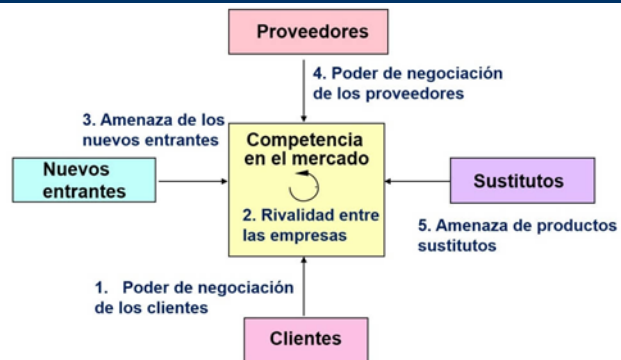 Proveedores
4. Poder de negociación
de los proveedores
3. Amenaza de los
nuevos entrantes
Competencia
en el mercado
Nuevos
entrantes
Sustitutos
2. Rivalidad entre
las empresas
5. Amenaza de productos
sustitutos
1. Poder de negociación
de los clientes
Clientes